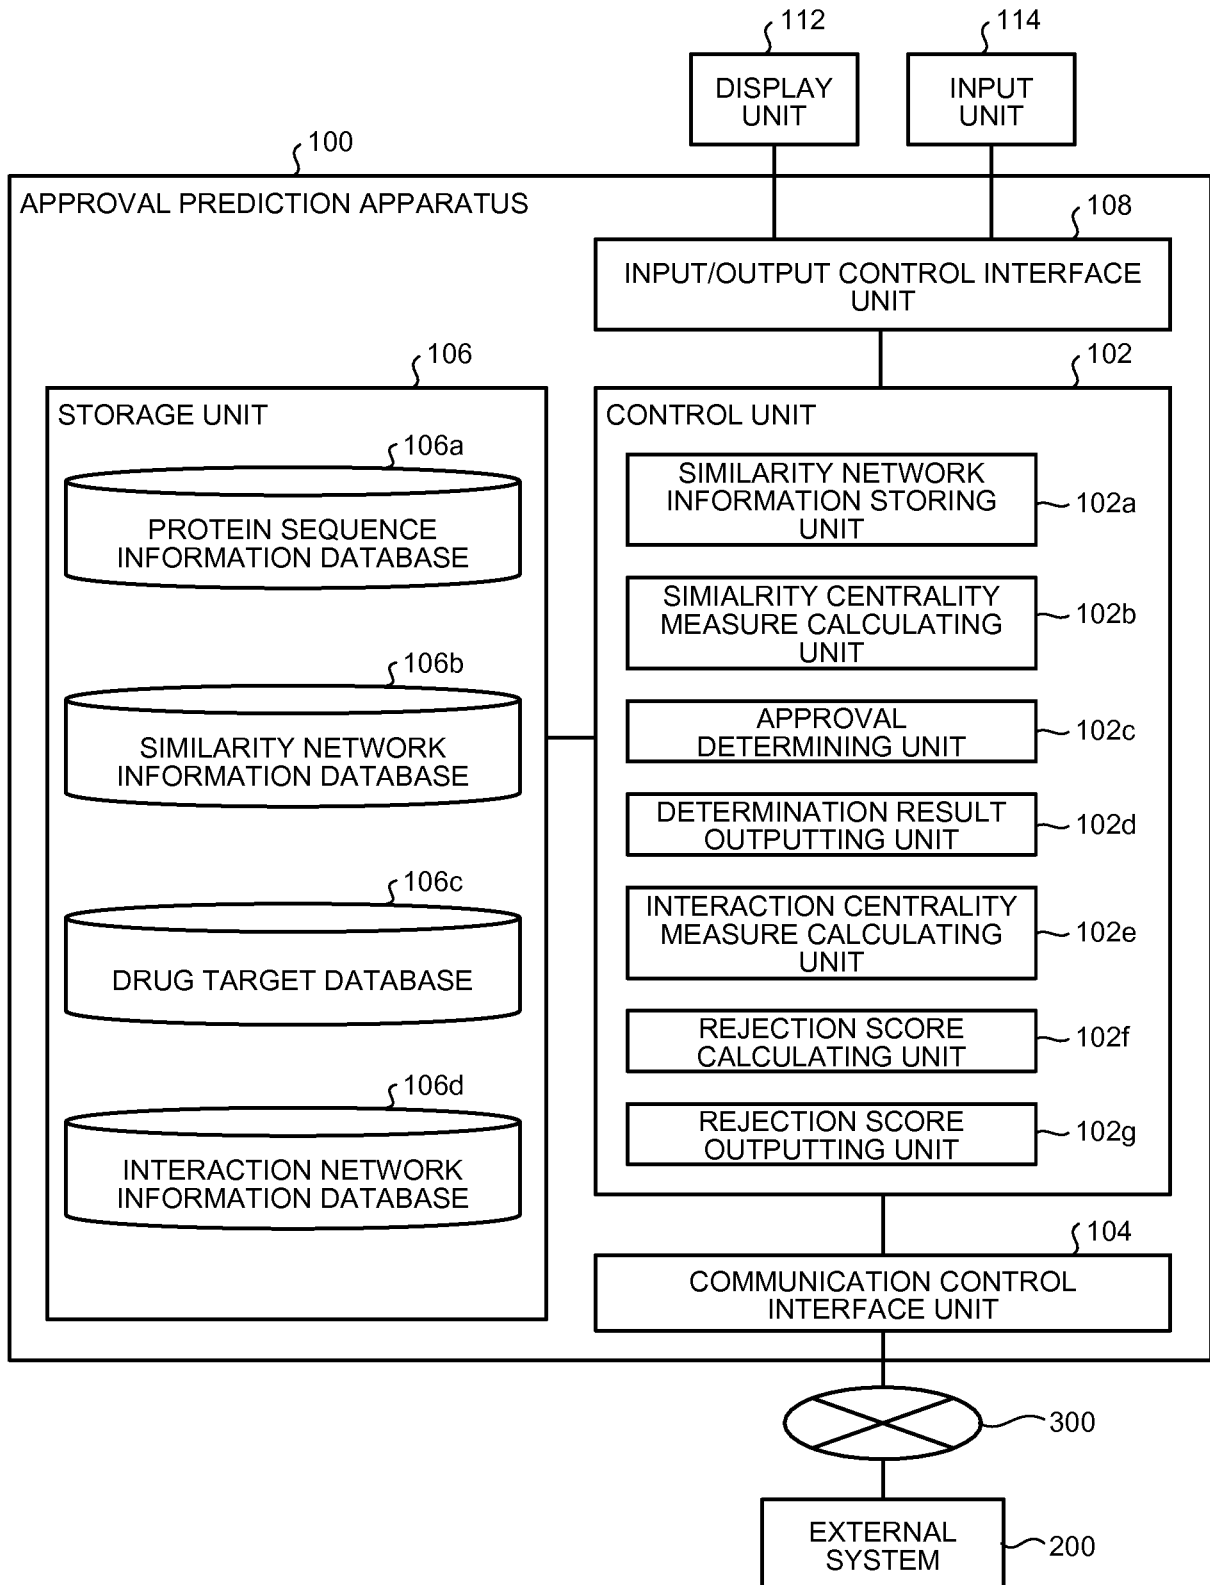 112
114
DISPLAY
UNIT
INPUT
UNIT
100
APPROVAL PREDICTION APPARATUS
108
INPUT/OUTPUT CONTROL INTERFACE
UNIT
106
STORAGE UNIT
106a
PROTEIN SEQUENCE
INFORMATION DATABASE
106b
SIMILARITY NETWORK
INFORMATION DATABASE
106c
DRUG TARGET DATABASE
106d
INTERACTION NETWORK
INFORMATION DATABASE
102
CONTROL UNIT
SIMILARITY NETWORK
INFORMATION STORING
UNIT
102a
SIMIALRITY CENTRALITY
MEASURE CALCULATING
UNIT
102b
APPROVAL
DETERMINING UNIT
102c
DETERMINATION RESULT
OUTPUTTING UNIT
102d
INTERACTION CENTRALITY
MEASURE CALCULATING
UNIT
102e
REJECTION SCORE
CALCULATING UNIT
102f
REJECTION SCORE
OUTPUTTING UNIT
102g
104
COMMUNICATION CONTROL
INTERFACE UNIT
300
EXTERNAL
SYSTEM
200